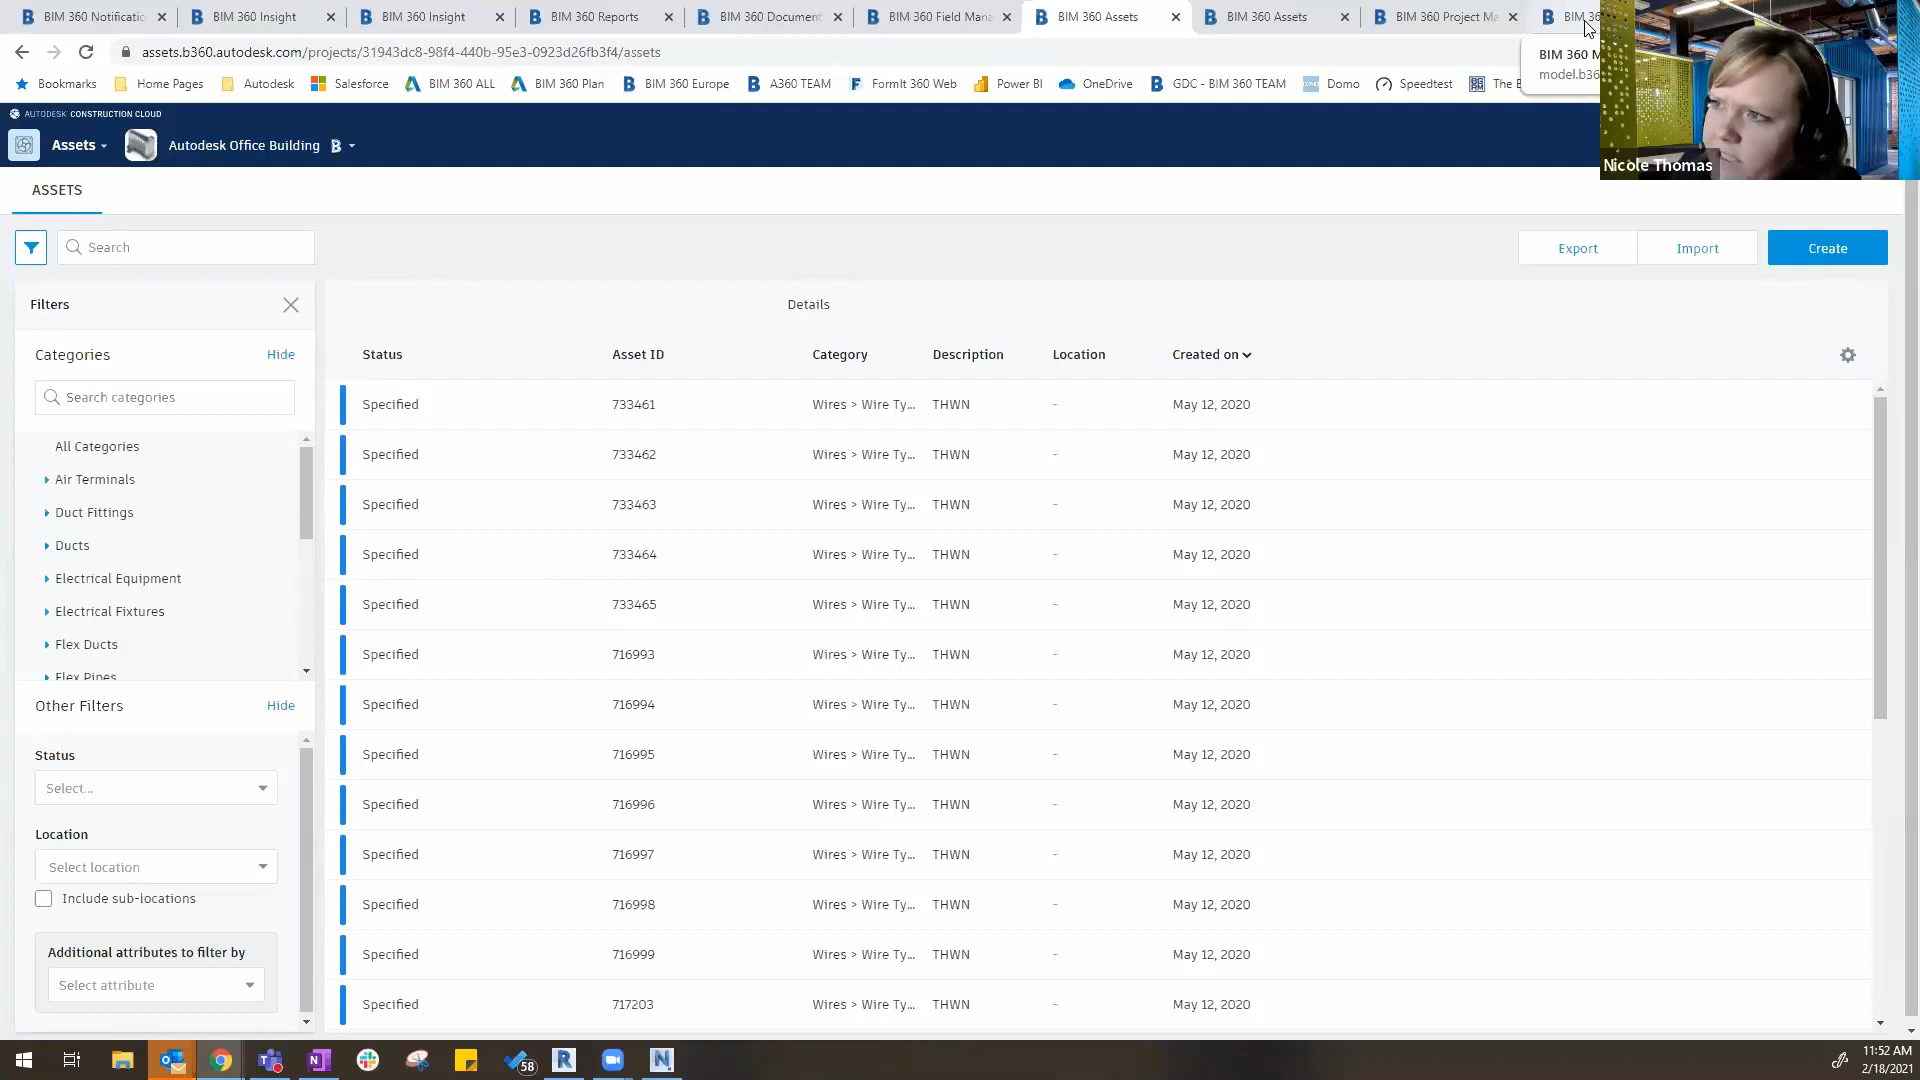 BIM 360 Notificatio
BIM 360 Insight
BIM 360 Insight
BIM 360 Reports
BIM 360 Document
BIM 360 Field Mana
BIM 360 Assets
BIM 360 Assets
BIM 360 Project Ma
BIM 360
assets.b360.autodesk.com/projects/31943dc8-98f4-440b-95e3-0923d26fb3f4/assets
BIM 360 M
model.b36
Bookmarks
Home Pages
Autodesk
Salesforce
BIM 360 ALL
BIM 360 Plan
BIM 360 Europe
A360 TEAM
FormIt 360 Web
Power BI
OneDrive
GDC - BIM 360 TEAM
Domo
Speedtest
The B
AUTODESK CONSTRUCTION CLOUD
Assets
Autodesk Office Building
Nicole Thomas
ASSETS
Search
Export
Import
Create
Filters
Details
Categories Hide
Search categories
All Categories
Air Terminals
Duct Fittings
Ducts
Electrical Equipment
Electrical Fixtures
Flex Ducts
Flex Pipes
Other Filters Hide
Status
Select...
Location
Select location
Include sub-locations
Additional attributes to filter by
Select attribute
Status Asset ID Category Description Location Created on
Specified 733461 Wires > Wire Ty... THWN - May 12, 2020
Specified 733462 Wires > Wire Ty... THWN - May 12, 2020
Specified 733463 Wires > Wire Ty... THWN - May 12, 2020
Specified 733464 Wires > Wire Ty... THWN - May 12, 2020
Specified 733465 Wires > Wire Ty... THWN - May 12, 2020
Specified 716993 Wires > Wire Ty... THWN - May 12, 2020
Specified 716994 Wires > Wire Ty... THWN - May 12, 2020
Specified 716995 Wires > Wire Ty... THWN - May 12, 2020
Specified 716996 Wires > Wire Ty... THWN - May 12, 2020
Specified 716997 Wires > Wire Ty... THWN - May 12, 2020
Specified 716998 Wires > Wire Ty... THWN - May 12, 2020
Specified 716999 Wires > Wire Ty... THWN - May 12, 2020
Specified 717203 Wires > Wire Ty... THWN - May 12, 2020
58
11:52 AM
2/18/2021